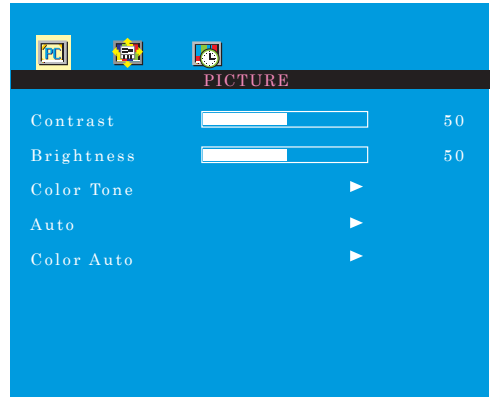 PC
PICTURE
Contrast 50
Brightness 50
Color Tone
Auto
Color Auto